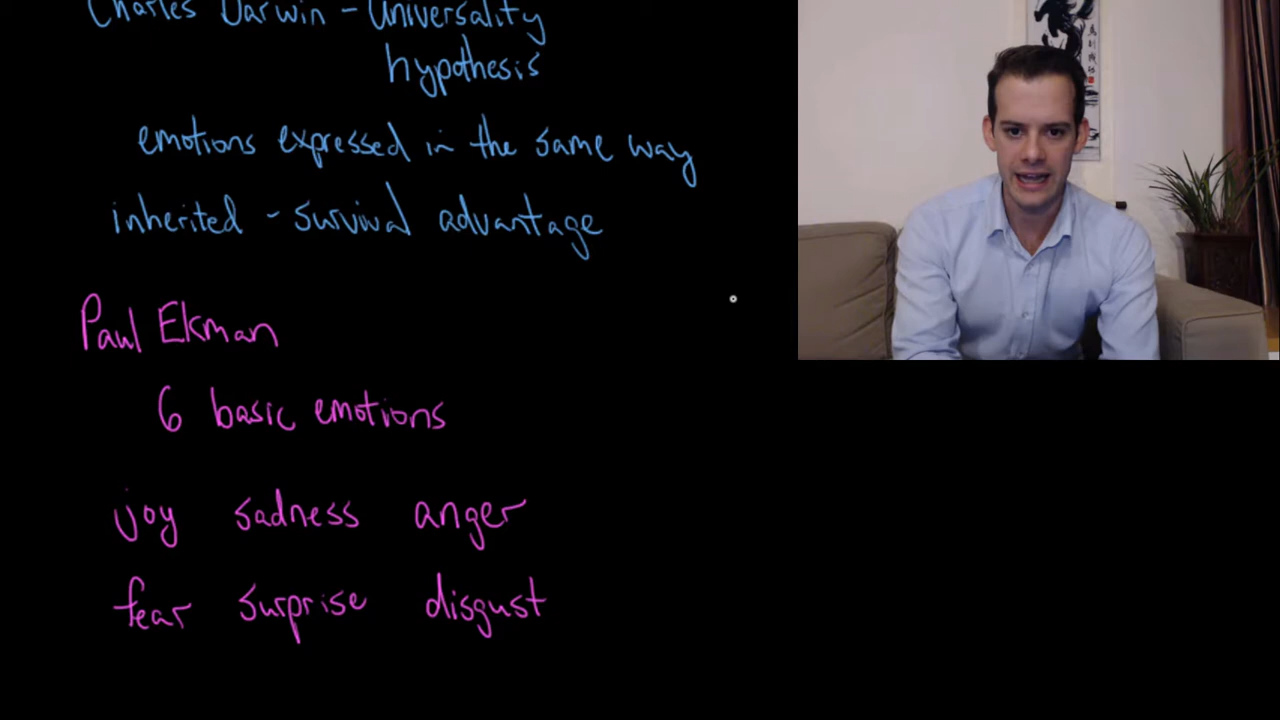 Charles Darwin - Universality
hypothesis
emotions expressed in the same way
inherited - survival advantage
Paul Ekman
6 basic emotions
joy sadness anger
fear surprise disgust